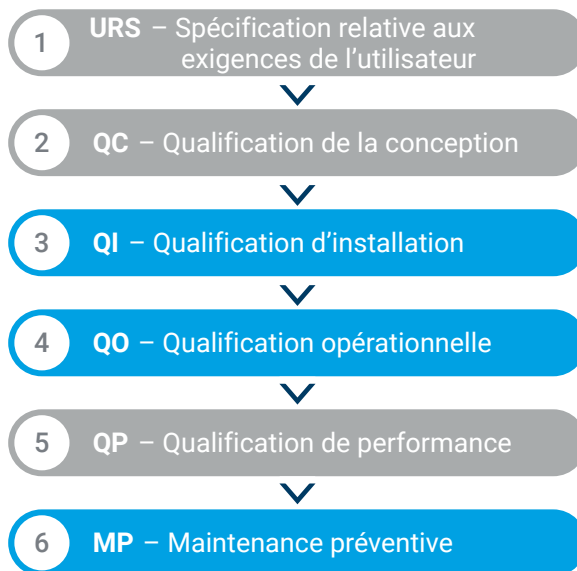 1 URS – Spécification relative aux
exigences de l’utilisateur
2 QC – Qualification de la conception
3 QI – Qualification d’installation
4 QO – Qualification opérationnelle
5 QP – Qualification de performance
6 MP – Maintenance préventive